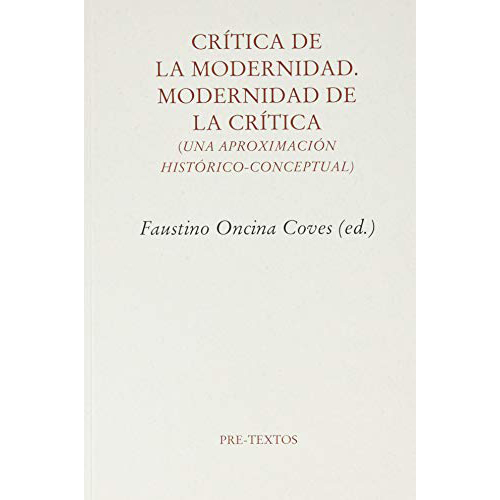 CRÍTICA DE
LA MODERNIDAD.
MODERNIDAD DE
LA CRÍTICA
(UNA APROXIMACIÓN
HISTÓRICO-CONCEPTUAL)
Faustino Oncina Coves (ed.)
PRE-TEXTOS